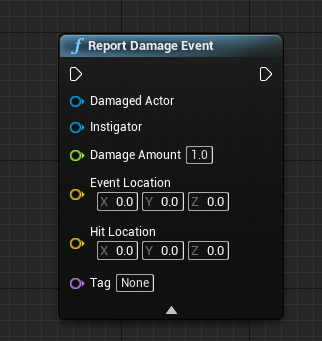 f Report Damage Event
Damaged Actor
Instigator
Damage Amount 1.0
Event Location
X 0.0 Y 0.0 Z 0.0
Hit Location
X 0.0 Y 0.0 Z 0.0
Tag None